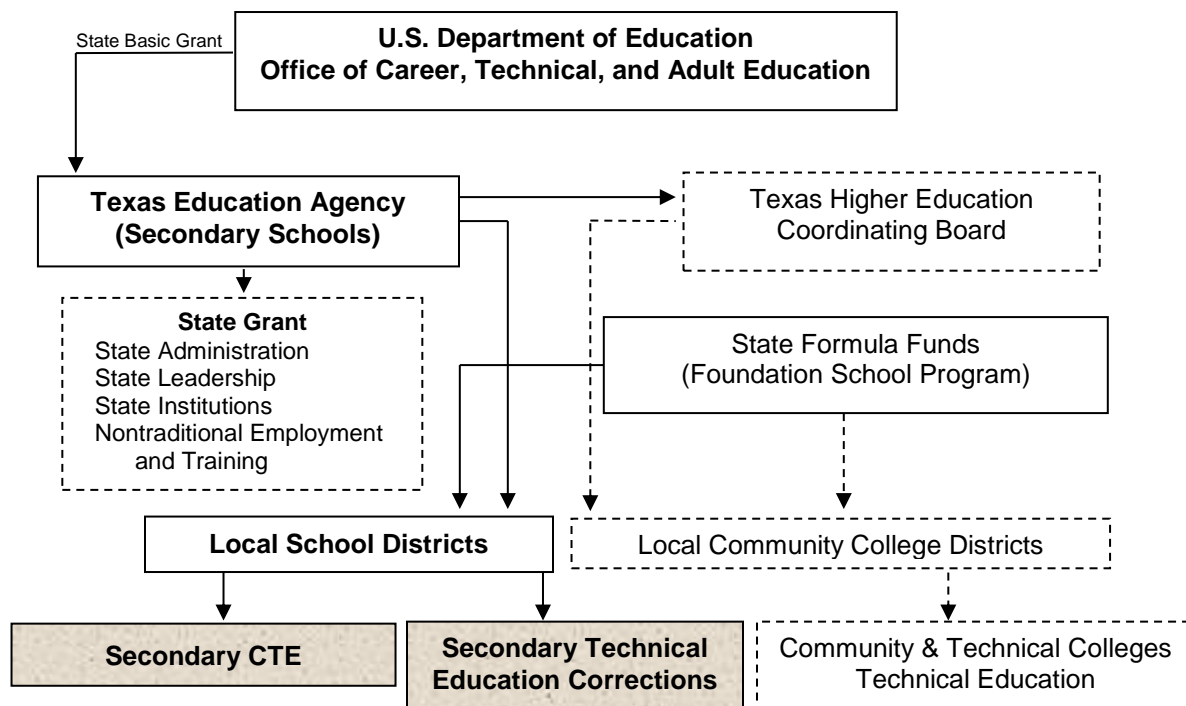 State Basic Grant
U.S. Department of Education
Office of Career, Technical, and Adult Education
Texas Education Agency
(Secondary Schools)
Texas Higher Education
Coordinating Board
State Grant
State Administration
State Leadership
State Institutions
Nontraditional Employment
and Training
State Formula Funds
(Foundation School Program)
Local School Districts
Local Community College Districts
Secondary CTE
Secondary Technical
Education Corrections
Community & Technical Colleges
Technical Education